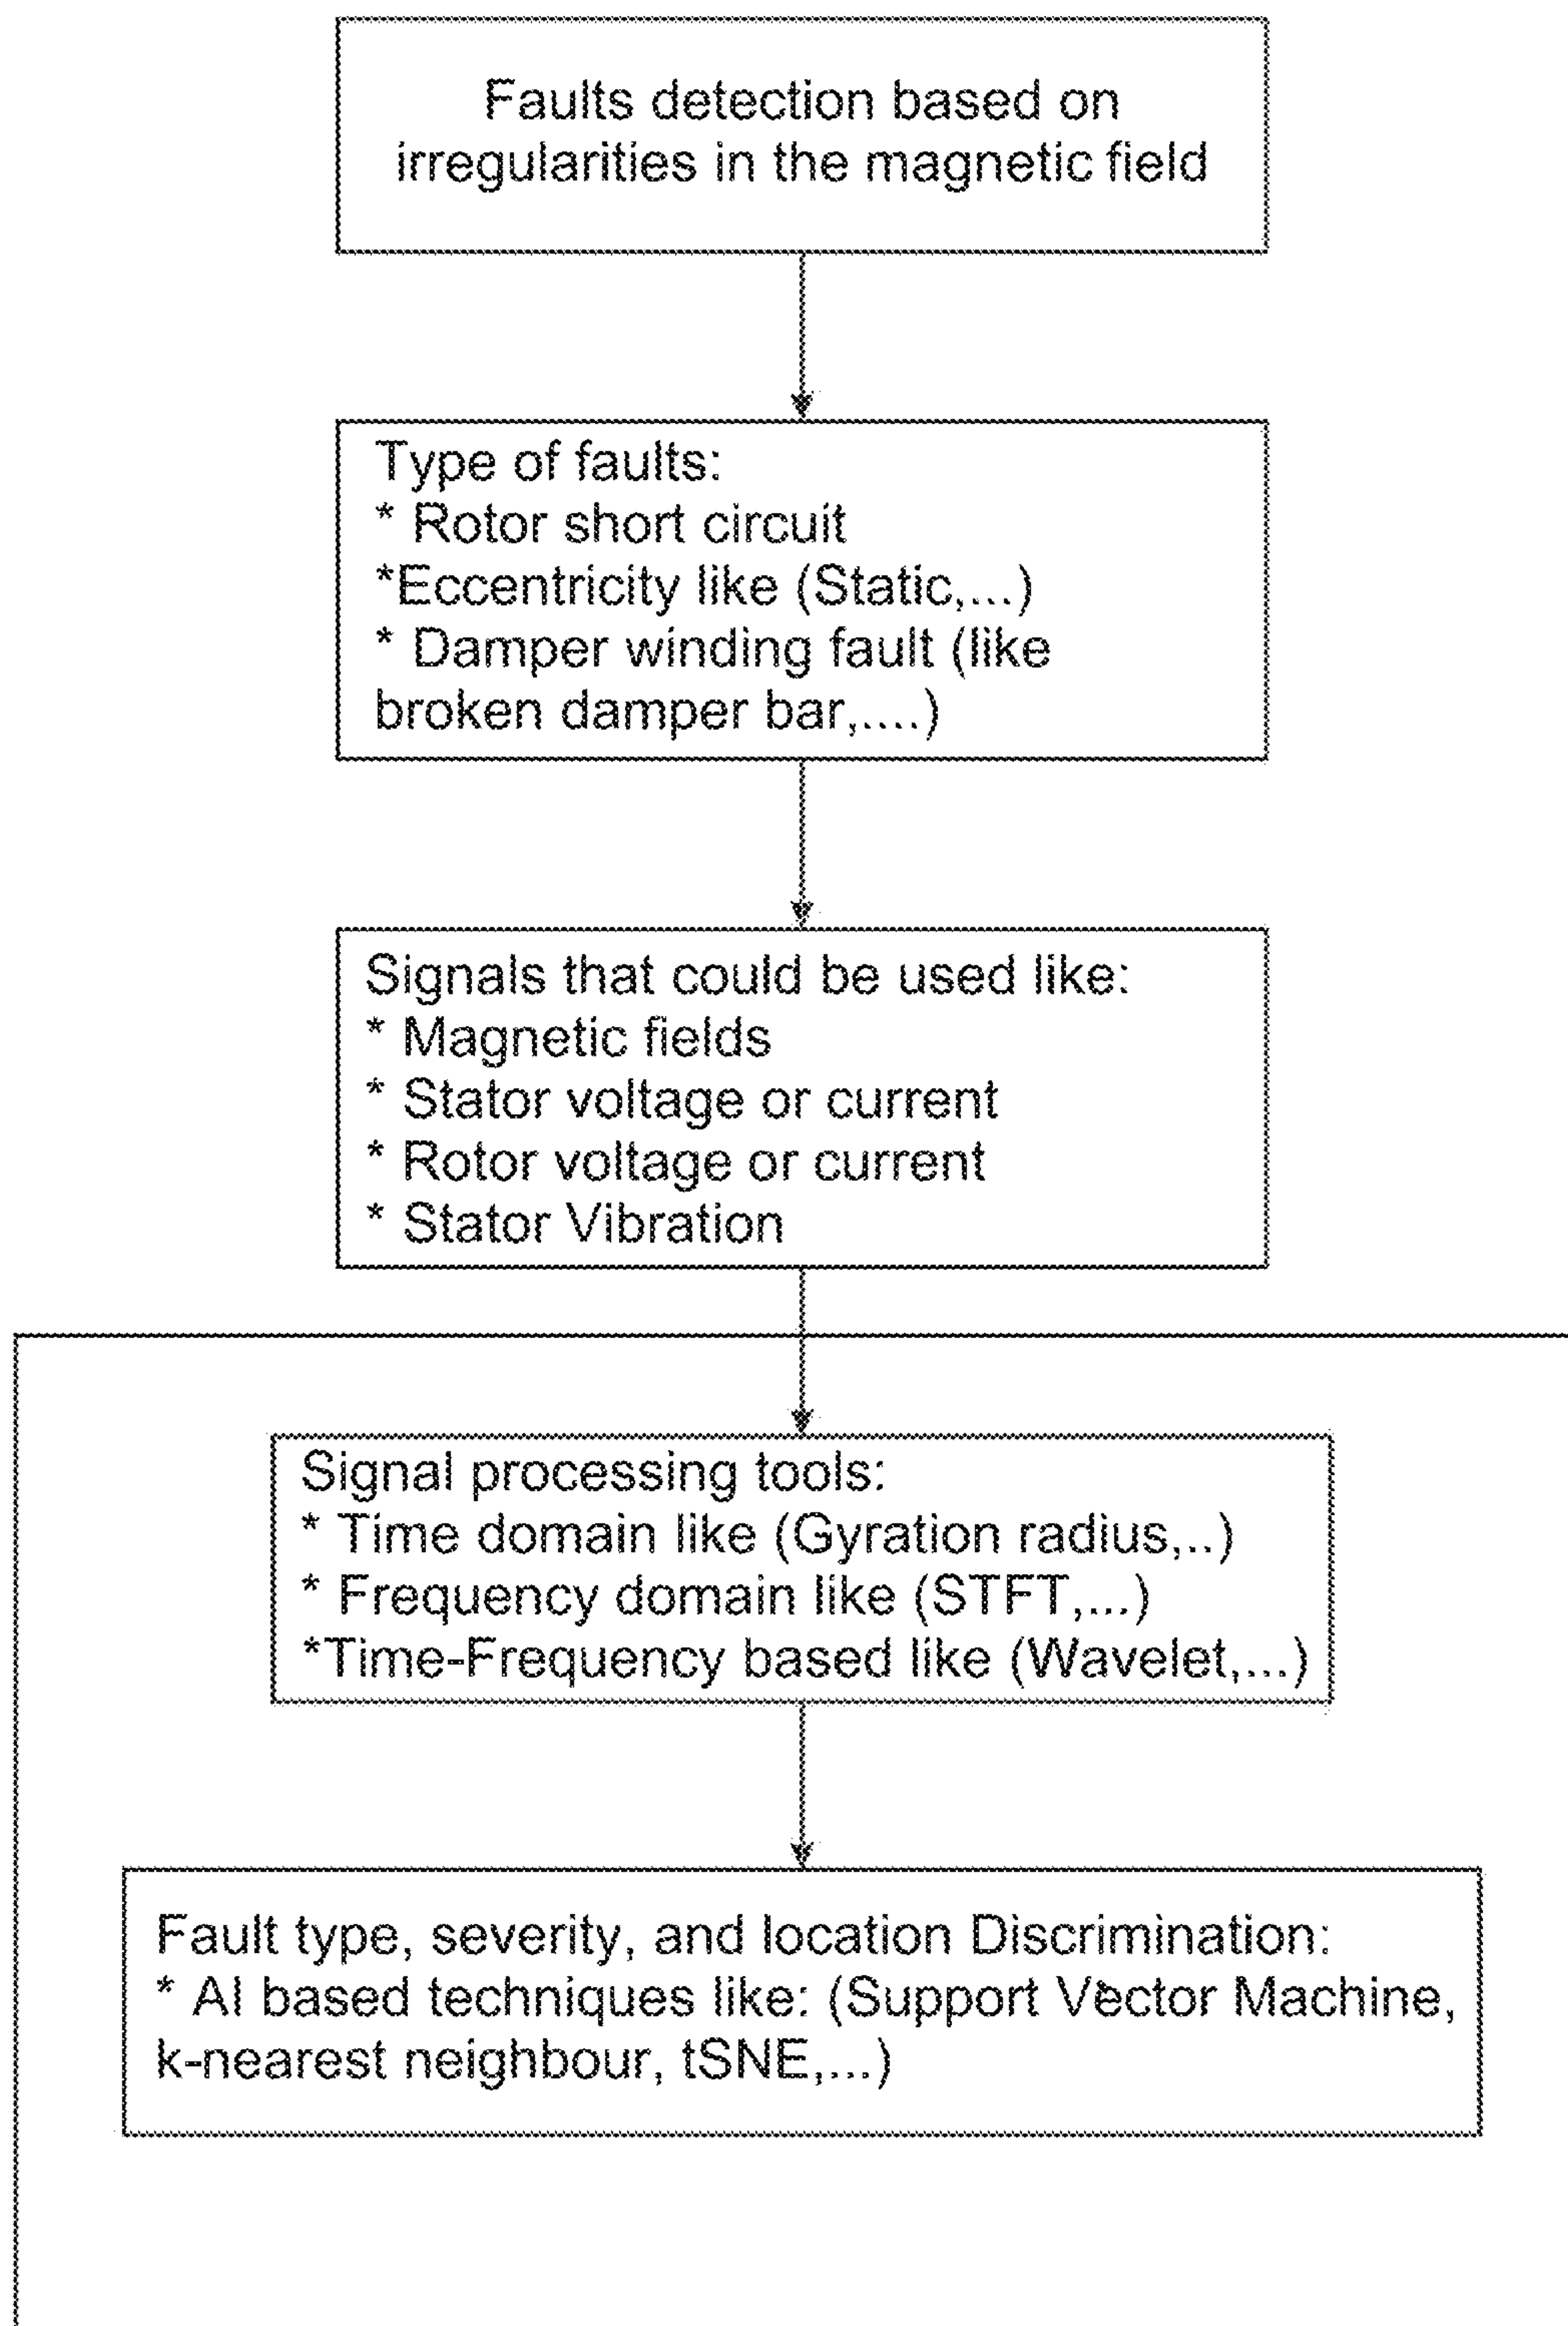 Faults detection based on
irregularities in the magnetic field
Type of faults:
* Rotor short circuit
*Eccentricity like (Static,...)
* Damper winding fault (like
broken damper bar,....)
Signals that could be used like:
* Magnetic fields
* Stator voltage or current
* Rotor voltage or current
* Stator Vibration
Signal processing tools:
* Time domain like (Gyration radius,..)
* Frequency domain like (STFT,...)
*Time-Frequency based like (Wavelet,...)
Fault type, severity, and location Discrimination:
* AI based techniques like: (Support Vector Machine,
k-nearest neighbour, tSNE,...)